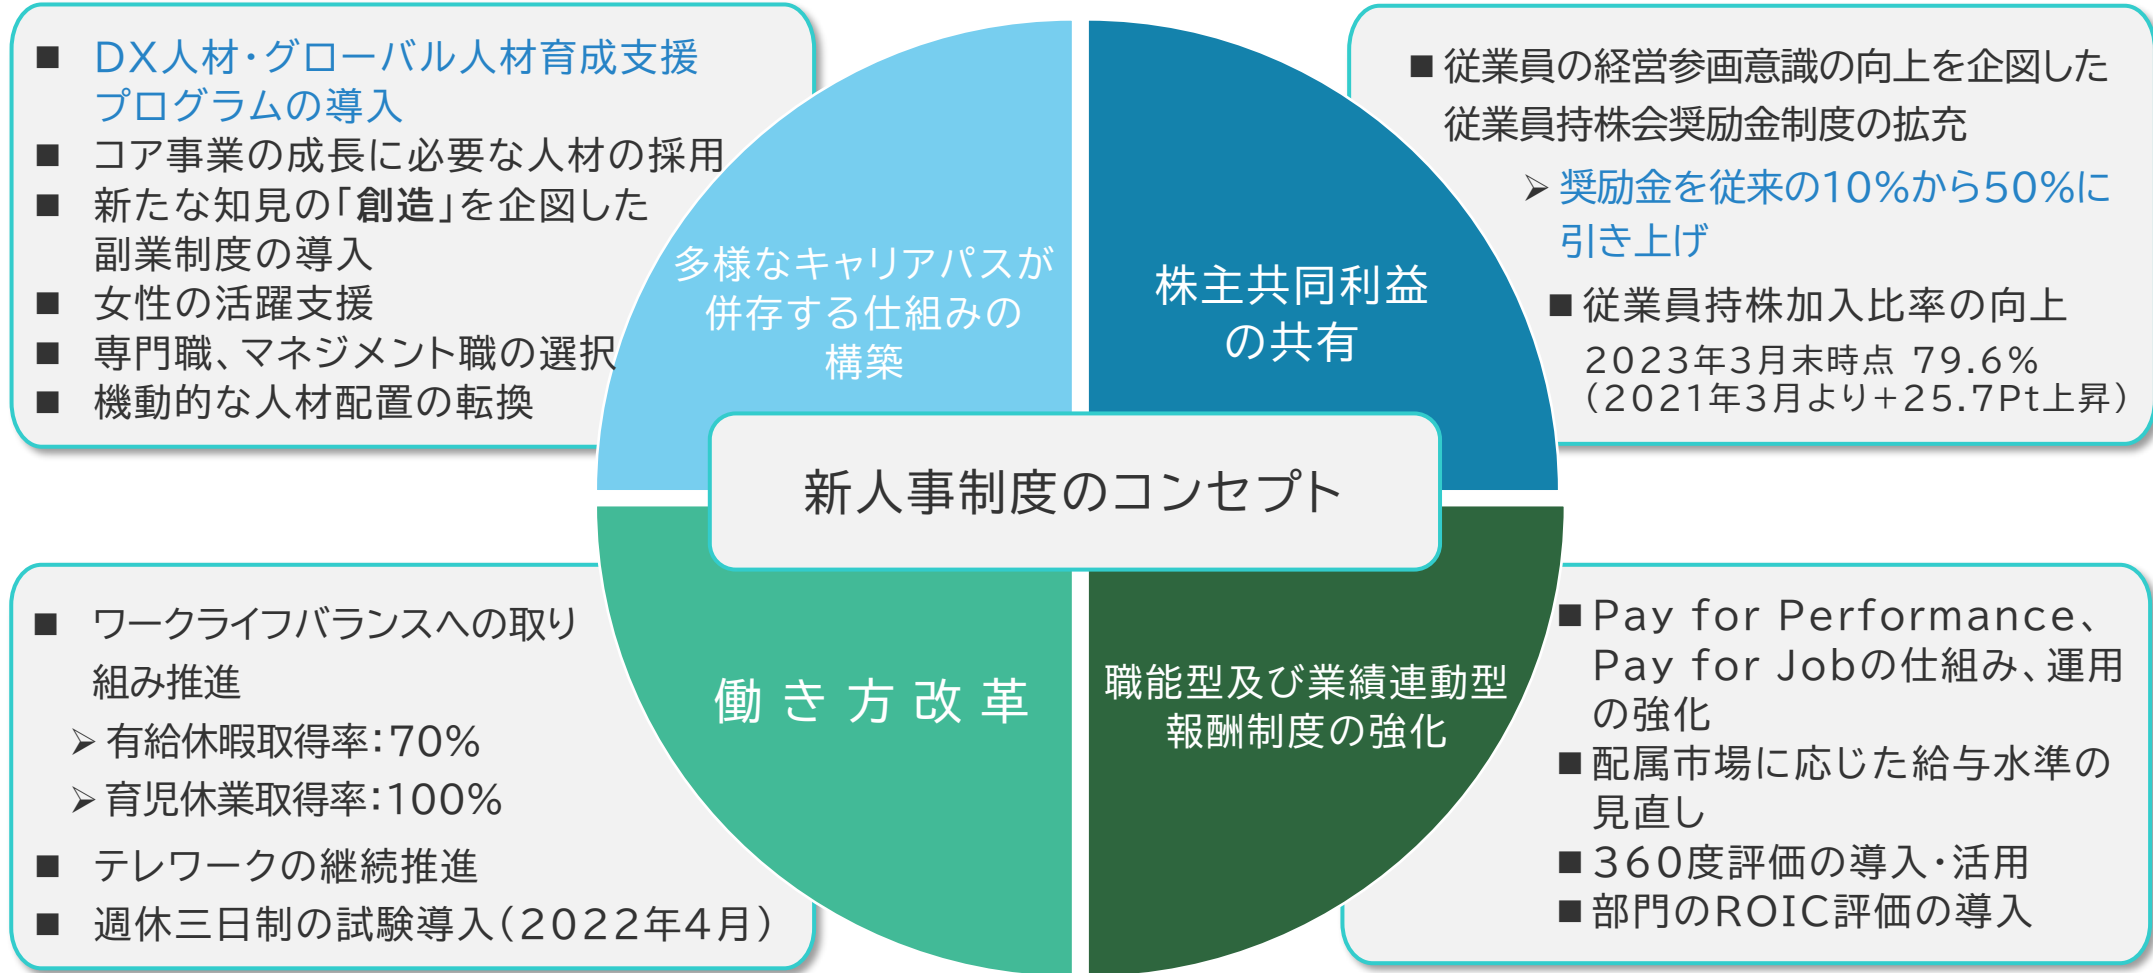 ■ DX人材・グローバル人材育成支援
プログラムの導入
■ コア事業の成長に必要な人材の採用
■ 新たな知見の「創造」を企図した
副業制度の導入
■ 女性の活躍支援
■ 専門職、マネジメント職の選択
■ 機動的な人材配置の転換
多様なキャリアパスが
併存する仕組みの
構築
株主共同利益
の共有
■ 従業員の経営参画意識の向上を企図した
従業員持株会奨励金制度の拡充
➢ 奨励金を従来の10%から50%に
引き上げ
■ 従業員持株加入比率の向上
2023年3月末時点 79.6%
(2021年3月より+25.7Pt上昇)
新人事制度のコンセプト
■ ワークライフバランスへの取り
組み推進
➢ 有給休暇取得率:70%
➢ 育児休業取得率:100%
■ テレワークの継続推進
■ 週休三日制の試験導入(2022年4月)
働き方改革
職能型及び業績連動型
報酬制度の強化
■ Pay for Performance、
Pay for Jobの仕組み、運用
の強化
■ 配属市場に応じた給与水準の
見直し
■ 360度評価の導入・活用
■ 部門のROIC評価の導入